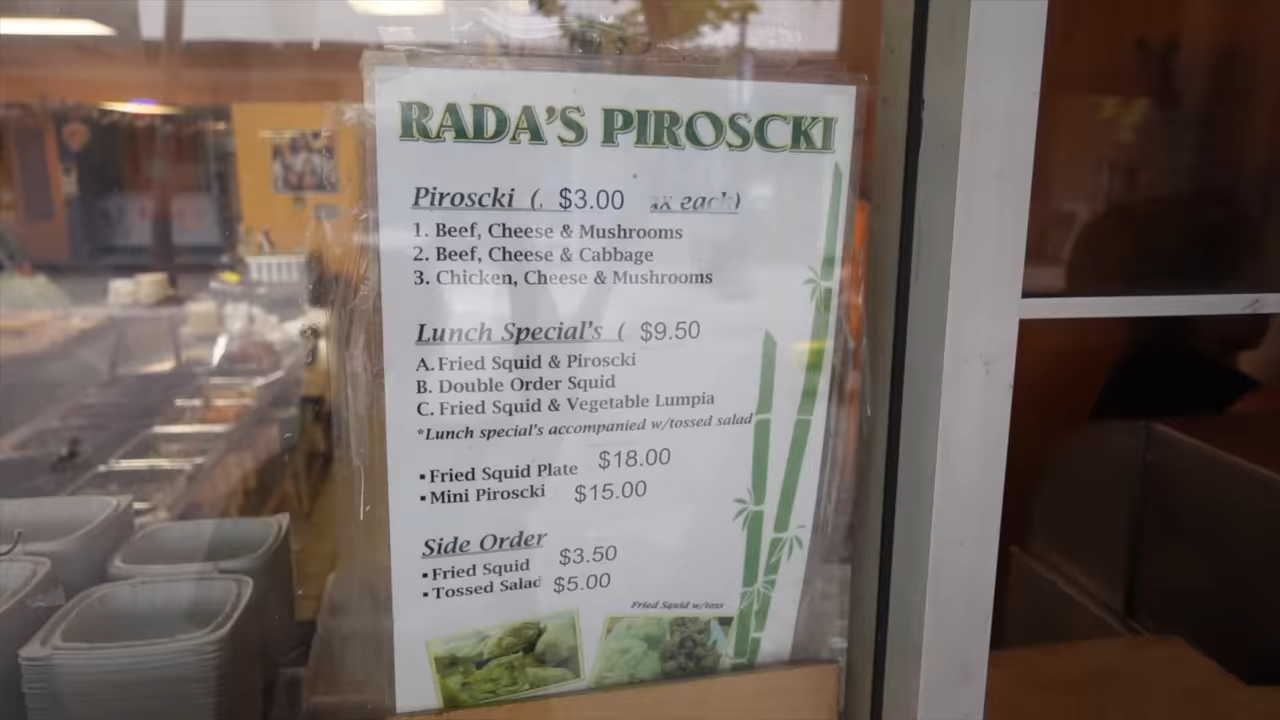 RADA'S PIROSCKI
Piroscki (. $3.00 ax each)
1. Beef, Cheese & Mushrooms
2. Beef, Cheese & Cabbage
3. Chicken, Cheese & Mushrooms
Lunch Special's ( $9.50
A. Fried Squid & Piroscki
B. Double Order Squid
C. Fried Squid & Vegetable Lumpia
*Lunch special's accompanied w/tossed salad
▪Fried Squid Plate $18.00
▪Mini Piroscki $15.00
Side Order
▪Fried Squid $3.50
▪Tossed Salad $5.00
Fried Squid w/toss